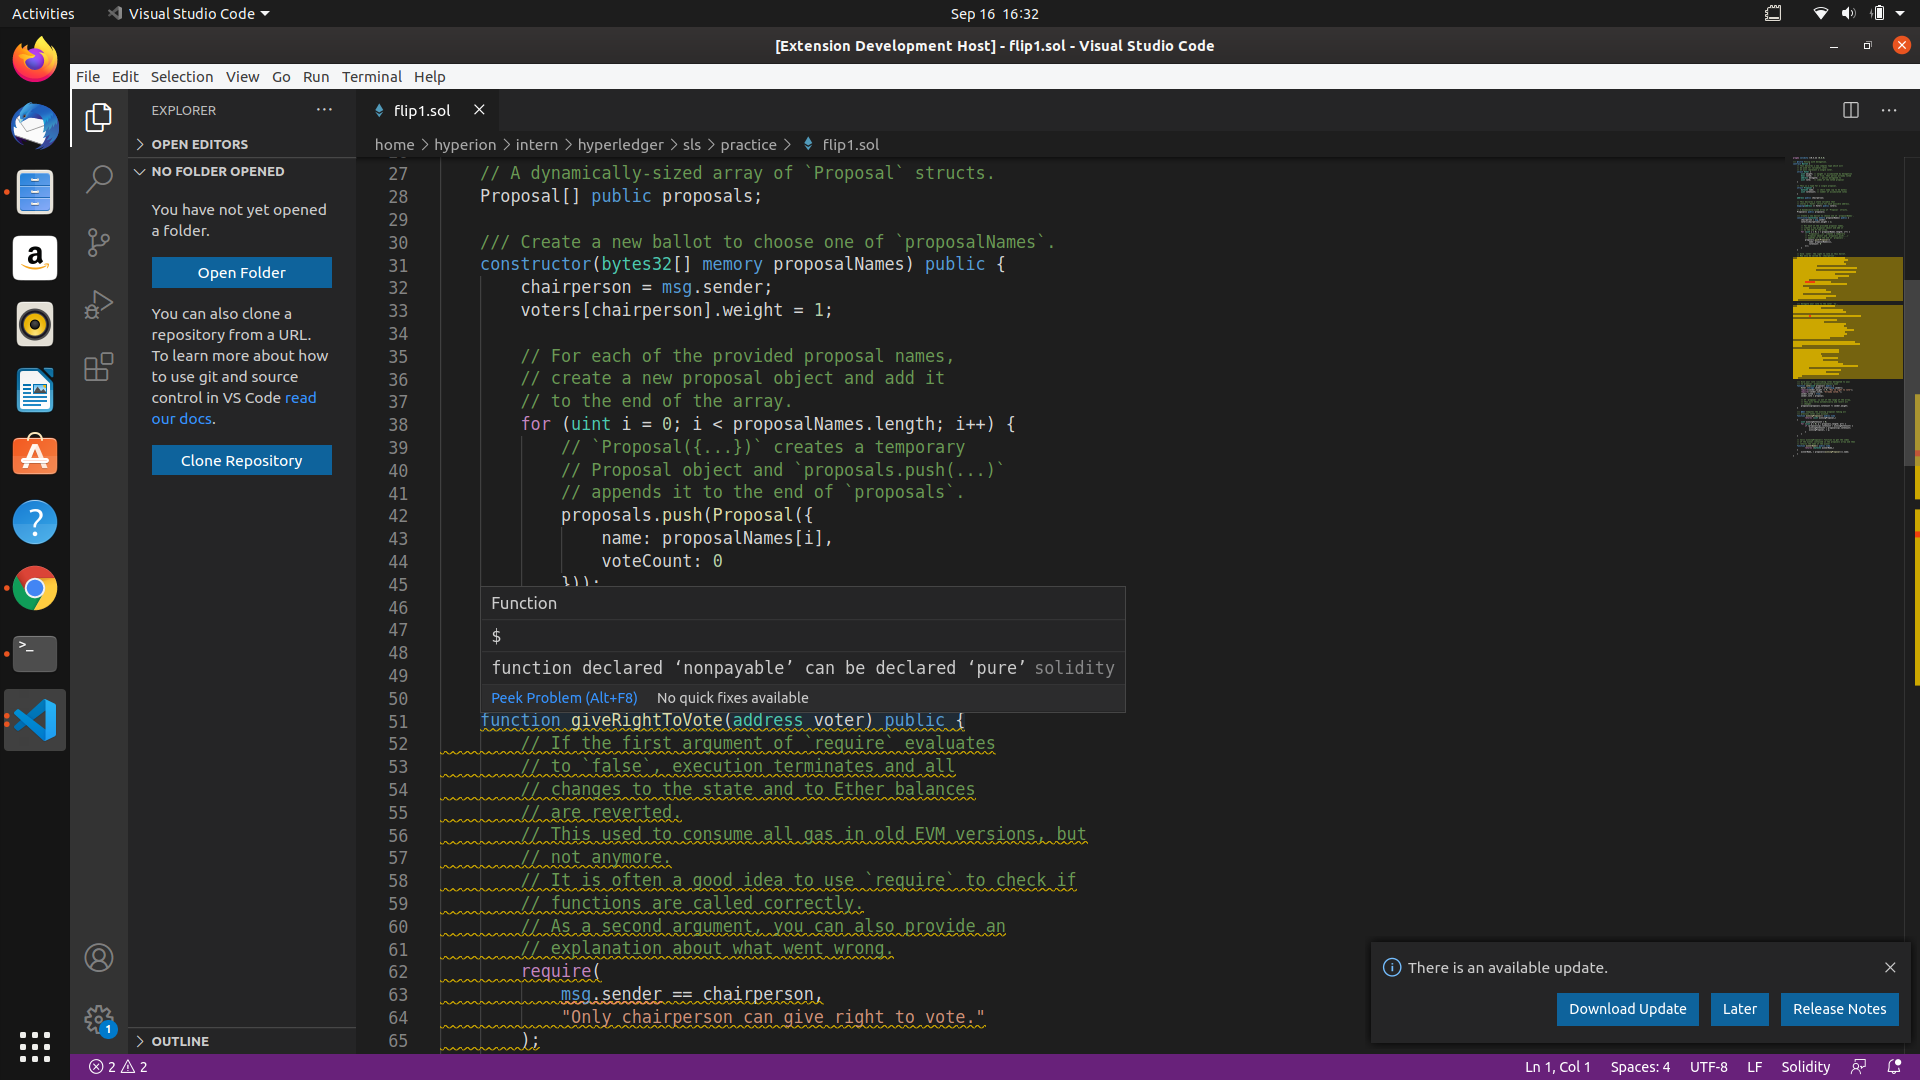 Activities
Visual Studio Code
Sep 16 16:32
[Extension Development Host] - flip1.sol - Visual Studio Code
File Edit Selection View Go Run Terminal Help
EXPLORER
OPEN EDITORS
NO FOLDER OPENED
You have not yet opened
a folder.
Open Folder
You can also clone a
repository from a URL.
To learn more about how
to use git and source
control in VS Code read
our docs.
Clone Repository
OUTLINE
flip1.sol
home > hyperion > intern > hyperledger > sls > practice > flip1.sol
27 // A dynamically-sized array of `Proposal` structs.
28 Proposal[] public proposals;
29
30 /// Create a new ballot to choose one of `proposalNames`.
31 constructor(bytes32[] memory proposalNames) public {
32 chairperson = msg.sender;
33 voters[chairperson].weight = 1;
34
35 // For each of the provided proposal names,
36 // create a new proposal object and add it
37 // to the end of the array.
38 for (uint i = 0; i < proposalNames.length; i++) {
39 // `Proposal({...})` creates a temporary
40 // Proposal object and `proposals.push(...)`
41 // appends it to the end of `proposals`.
42 proposals.push(Proposal({
43 name: proposalNames[i],
44 voteCount: 0
45 }));
46
47
48
49
50
Function
$
function declared ‘nonpayable’ can be declared ‘pure’ solidity
Peek Problem (Alt+F8) No quick fixes available
51 function giveRightToVote(address voter) public {
52 // If the first argument of `require` evaluates
53 // to `false`, execution terminates and all
54 // changes to the state and to Ether balances
55 // are reverted.
56 // This used to consume all gas in old EVM versions, but
57 // not anymore.
58 // It is often a good idea to use `require` to check if
59 // functions are called correctly.
60 // As a second argument, you can also provide an
61 // explanation about what went wrong.
62 require(
63 msg.sender == chairperson,
64 "Only chairperson can give right to vote."
65 );
There is an available update.
Download Update Later Release Notes
1
2 2
Ln 1, Col 1 Spaces: 4 UTF-8 LF Solidity